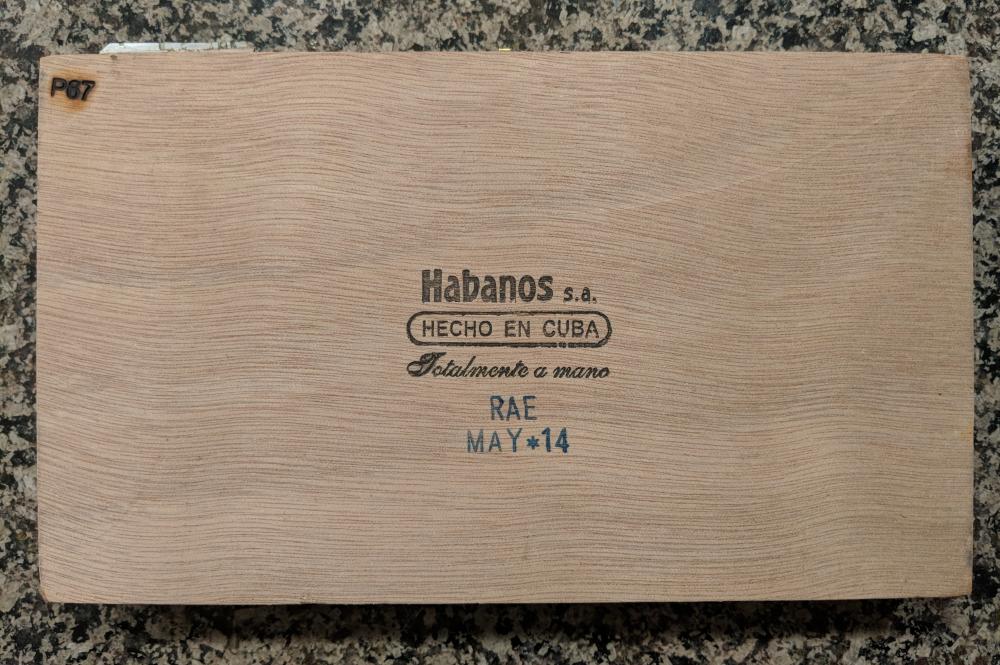 P67
Habanos s.a.
HECHO EN CUBA
Totalmente a mano
RAE
MAY*14